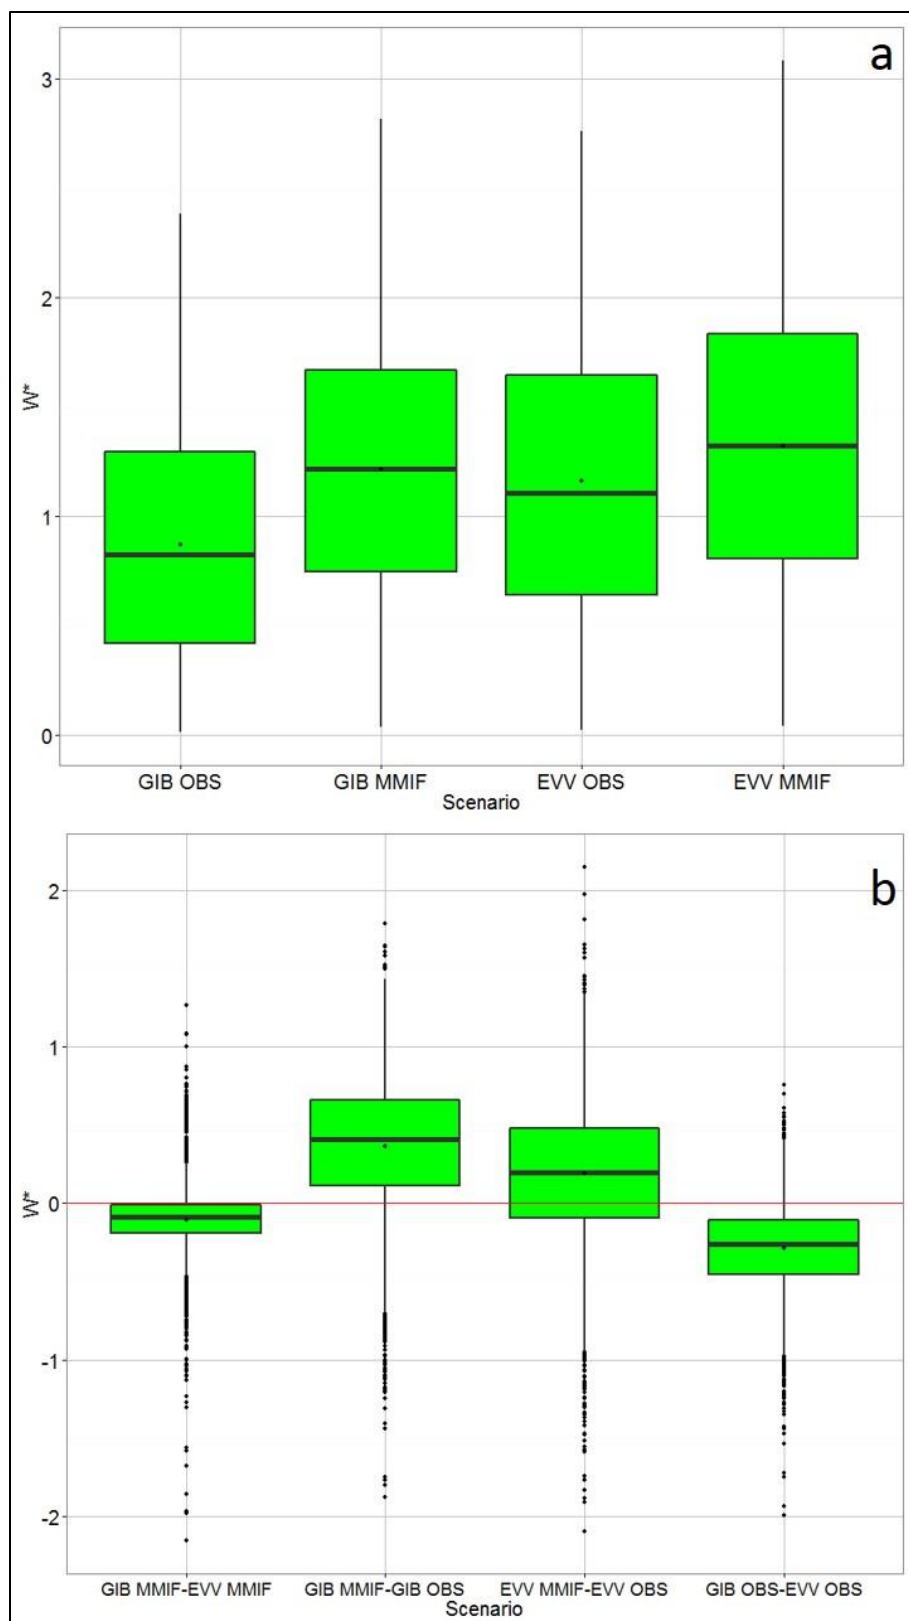 a
3
2
W*
1
0
GIB OBS GIB MMIF EVV OBS EVV MMIF
Scenario
b
2
1
W*
0
-1
-2
GIB MMIF-EVV MMIF GIB MMIF-GIB OBS EVV MMIF-EVV OBS GIB OBS-EVV OBS
Scenario